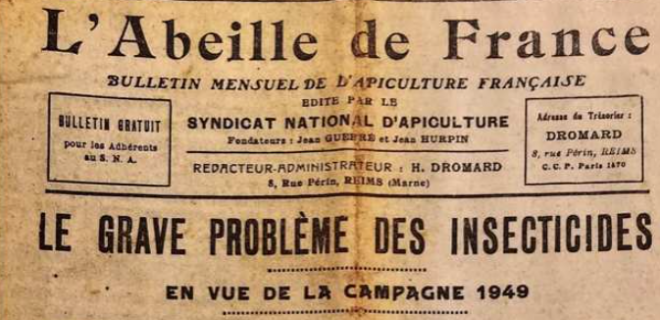 L'Abeille de France
BULLETIN MENSUEL DE L'APICULTURE FRANÇAISE
EDITE PAR LE
SYNDICAT NATIONAL D'APICULTURE
Fondateurs : Jean GUERRE et Jean HURPIN
BULLETIN GRATUIT
pour les Adhérents
au S. N. A.
REDACTEUR-ADMINISTRATEUR : H. DROMARD
8, Rue Périn, REIMS (Marne)
Adresse du Trésorier :
DROMARD
8, rue Périn, REIMS
C. C. P. Paris 1470
LE GRAVE PROBLÈME DES INSECTICIDES
EN VUE DE LA CAMPAGNE 1949